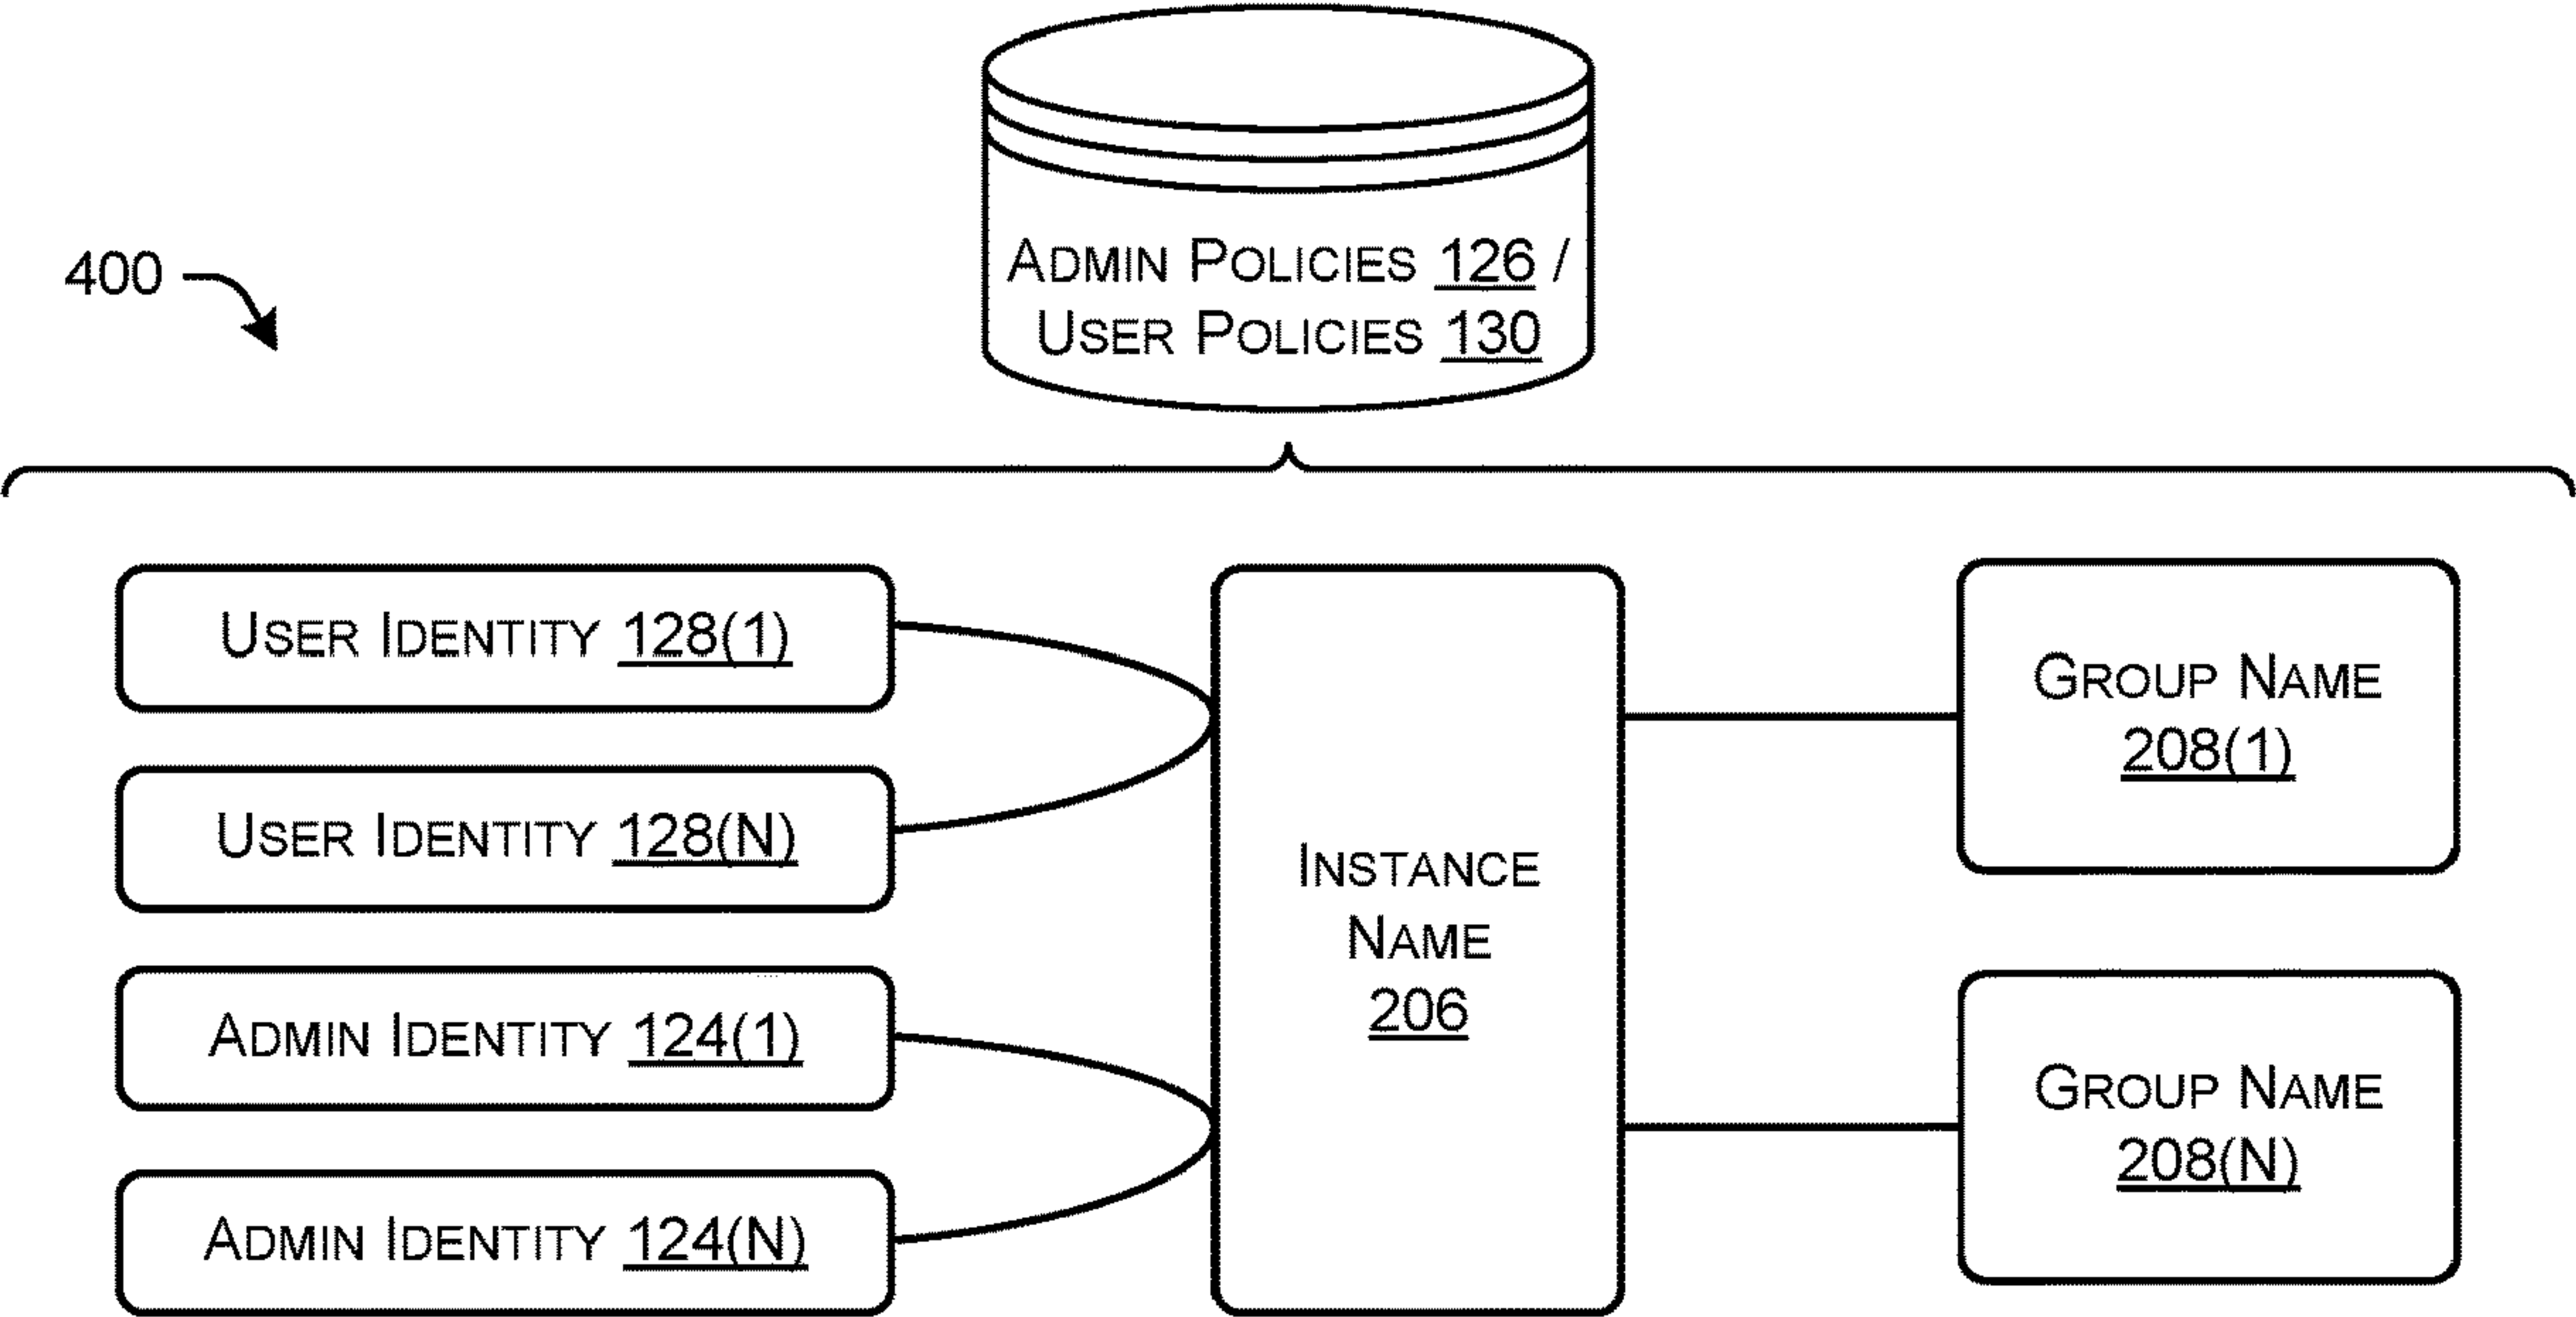 ADMIN POLICIES 126 /
USER POLICIES 130
400
USER IDENTITY 128(1)
USER IDENTITY 128(N)
ADMIN IDENTITY 124(1)
ADMIN IDENTITY 124(N)
INSTANCE
NAME
206
GROUP NAME
208(1)
GROUP NAME
208(N)